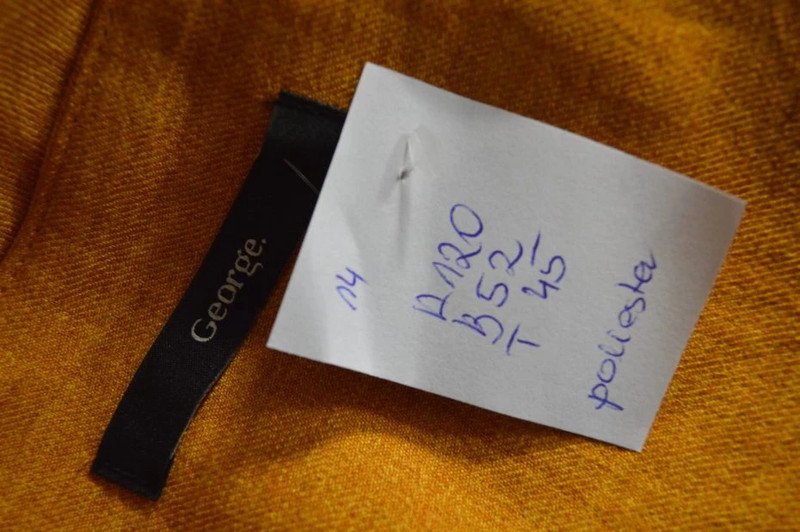 George.
14
D 120
B 52
T 45
poliester